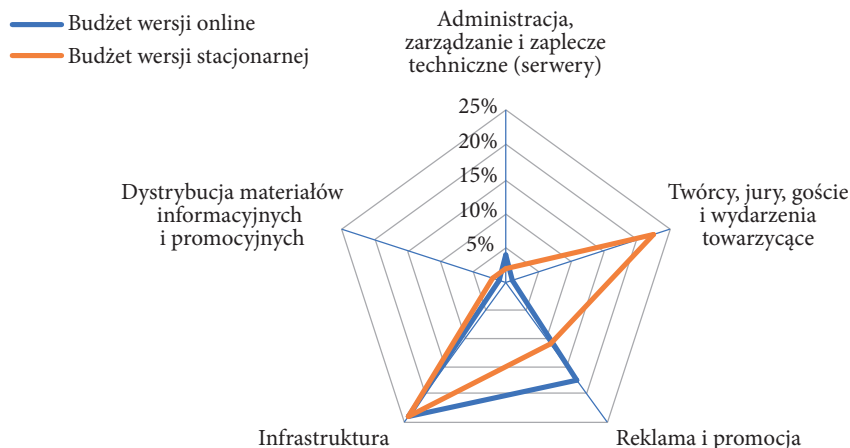 Budżet wersji online
Budżet wersji stacjonarnej
Administracja,
zarządzanie i zaplecze
techniczne (serwery)
25%
20%
15%
10%
5%
Twórcy, jury, goście
i wydarzenia
towarzycące
Reklama i promocja
Infrastruktura
Dystrybucja materiałów
informacyjnych
i promocyjnych